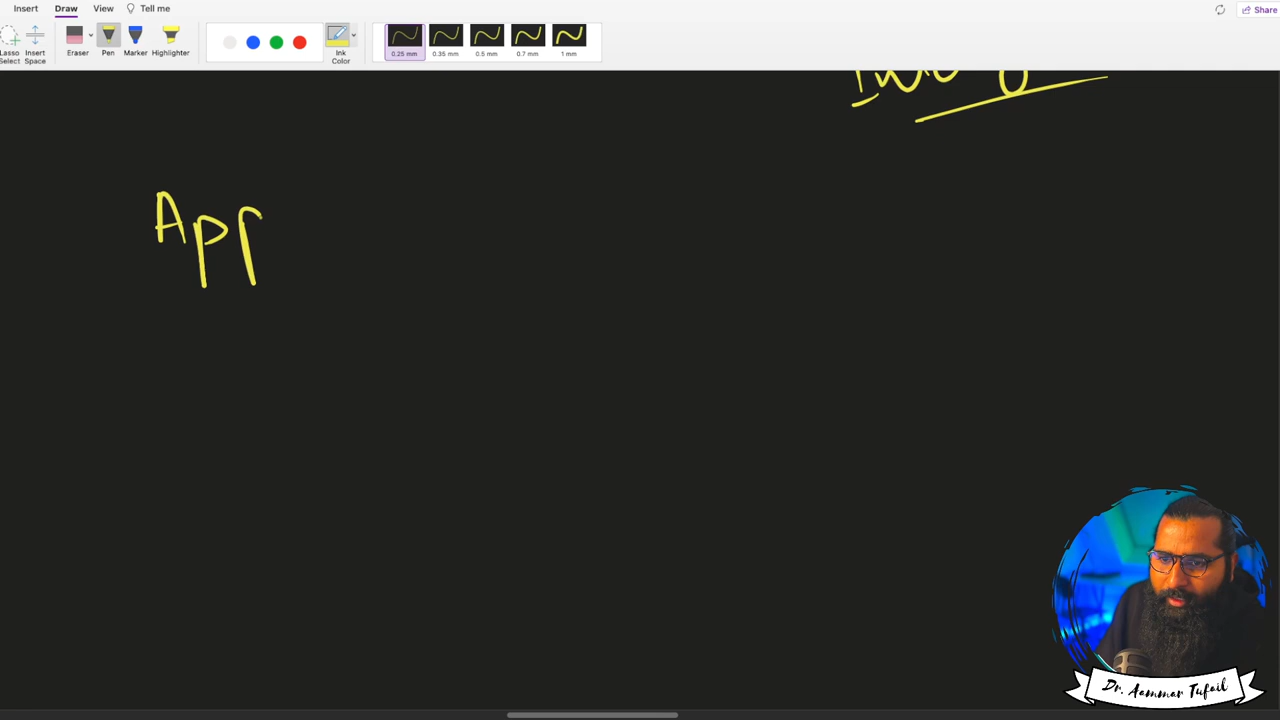 Insert Draw View Tell me Share
Lasso Select Insert Space Eraser Pen Marker Highlighter Ink Color 0.25 mm 0.35 mm 0.5 mm 0.7 mm 1 mm
App
Dr. Aammar Tufail